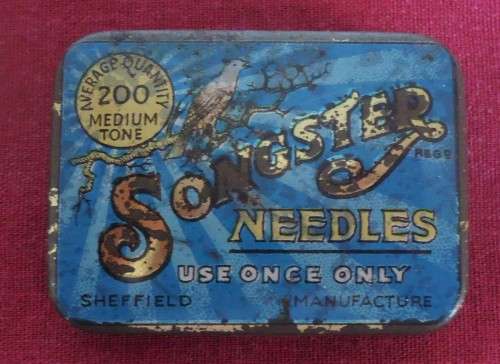 AVERAGE QUANTITY
200
MEDIUM
TONE
SONGSTER
REGD
NEEDLES
USE ONCE ONLY
SHEFFIELD MANUFACTURE